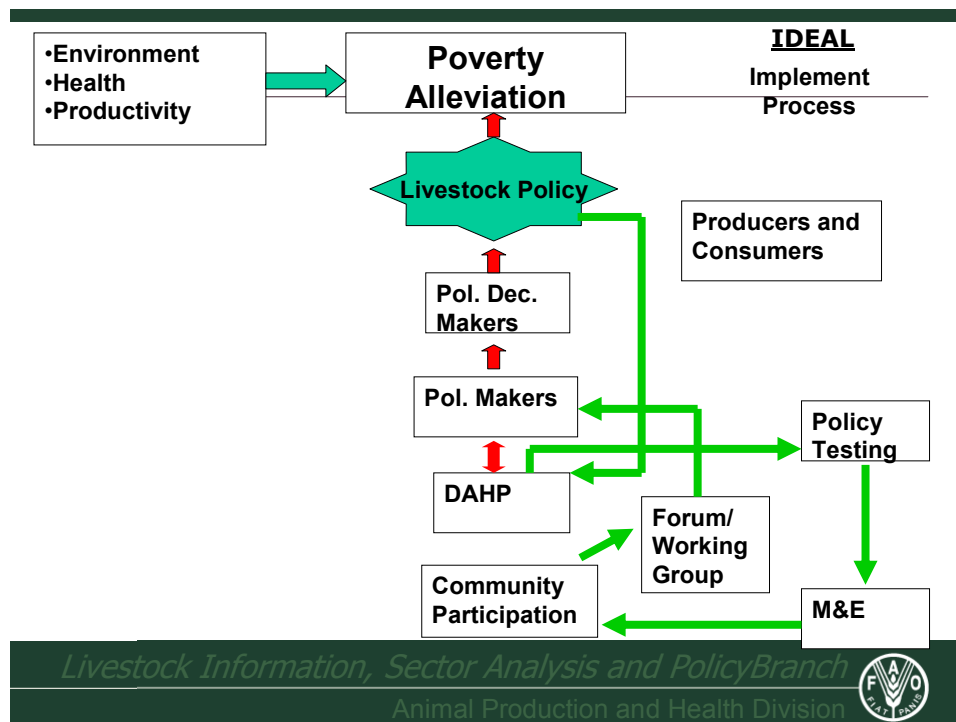 •Environment
•Health
•Productivity
Poverty
Alleviation
IDEAL
Implement
Process
Livestock Policy
Producers and
Consumers
Pol. Dec.
Makers
Pol. Makers
Policy
Testing
DAHP
Forum/
Working
Group
Community
Participation
M&E
Livestock Information, Sector Analysis and PolicyBranch
Animal Production and Health Division
F A O
FIAT PANIS